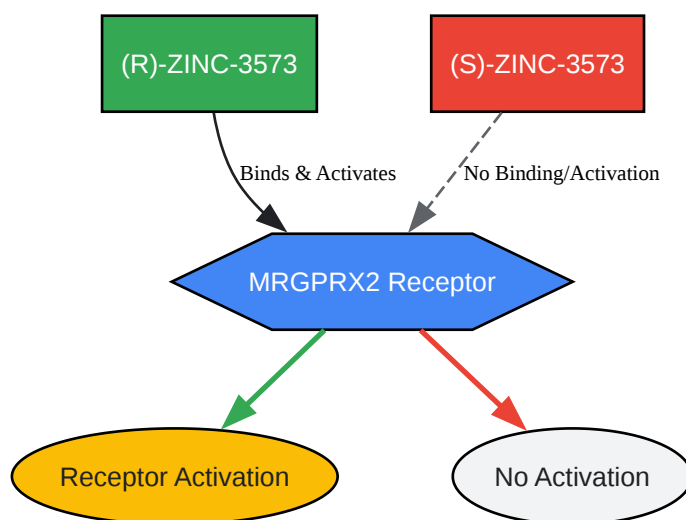 (R)-ZINC-3573
(S)-ZINC-3573
Binds & Activates
No Binding/Activation
MRGPRX2 Receptor
Receptor Activation
No Activation